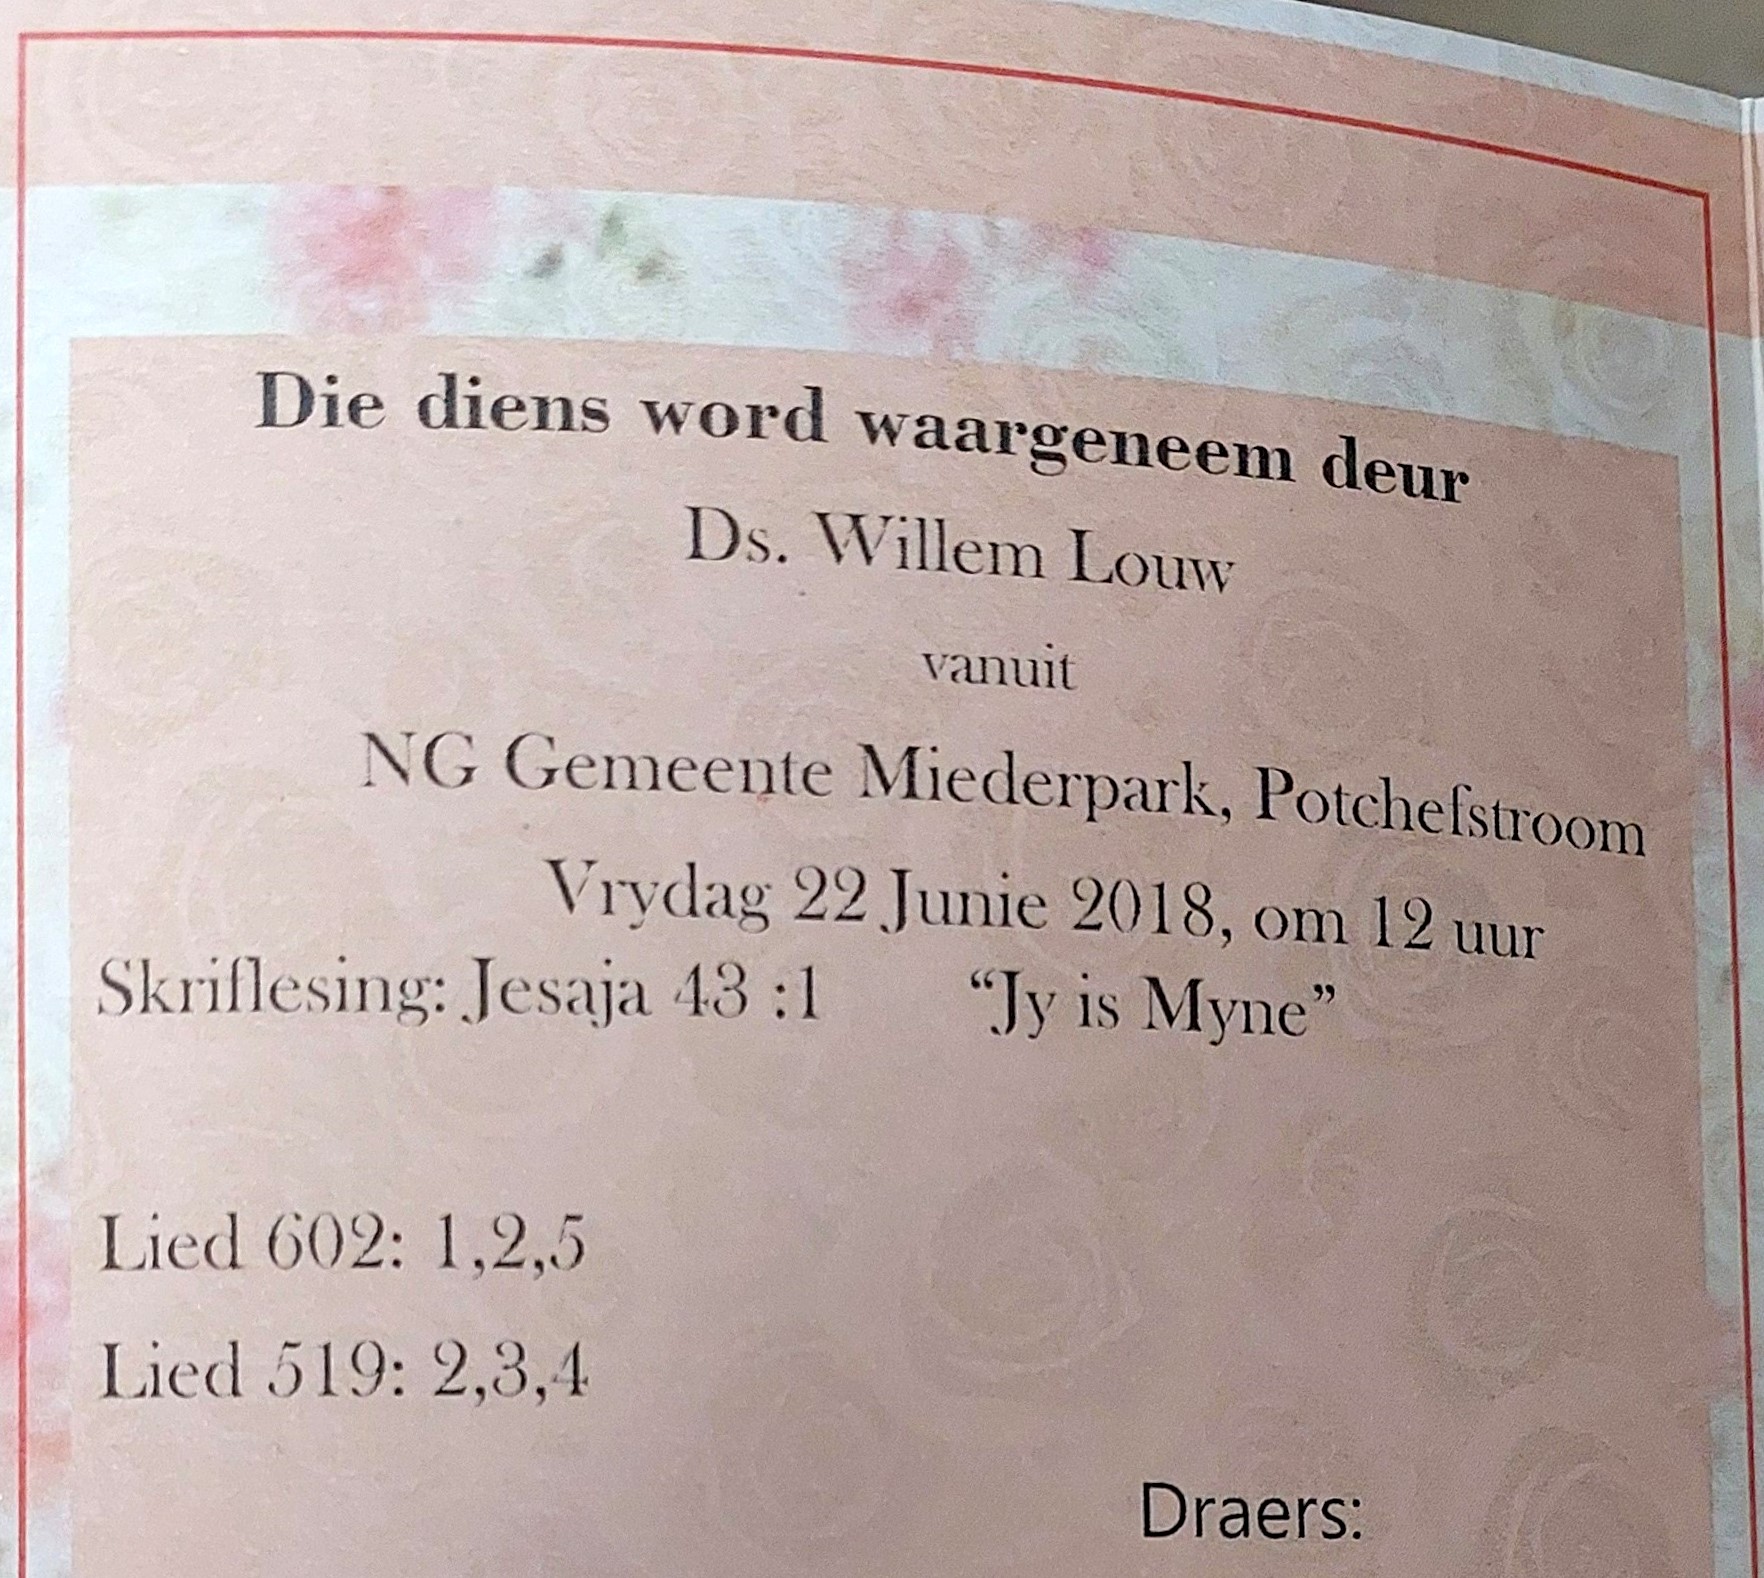 Die diens word waargeneem deur
Ds. Willem Louw
vanuit
NG Gemeente Miederpark, Potchefstroom
Vrydag 22 Junie 2018, om 12 uur
Skriflesing: Jesaja 43 :1 “Jy is Myne”
Lied 602: 1,2,5
Lied 519: 2,3,4
Draers: